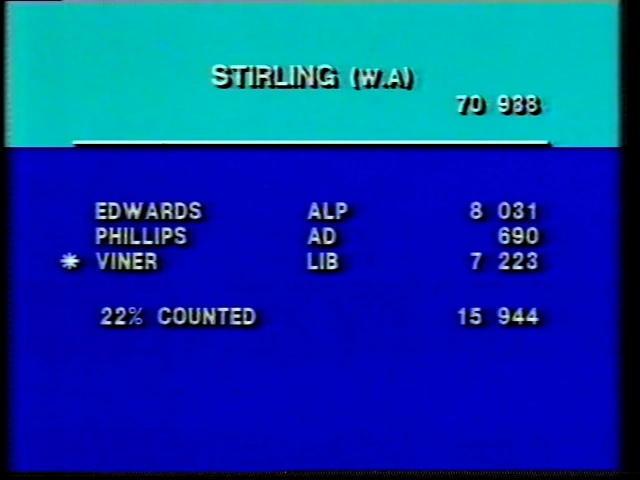 STIRLING (W.A)
70 938
EDWARDS ALP 8 031
PHILLIPS AD 690
* VINER LIB 7 223
22% COUNTED 15 944